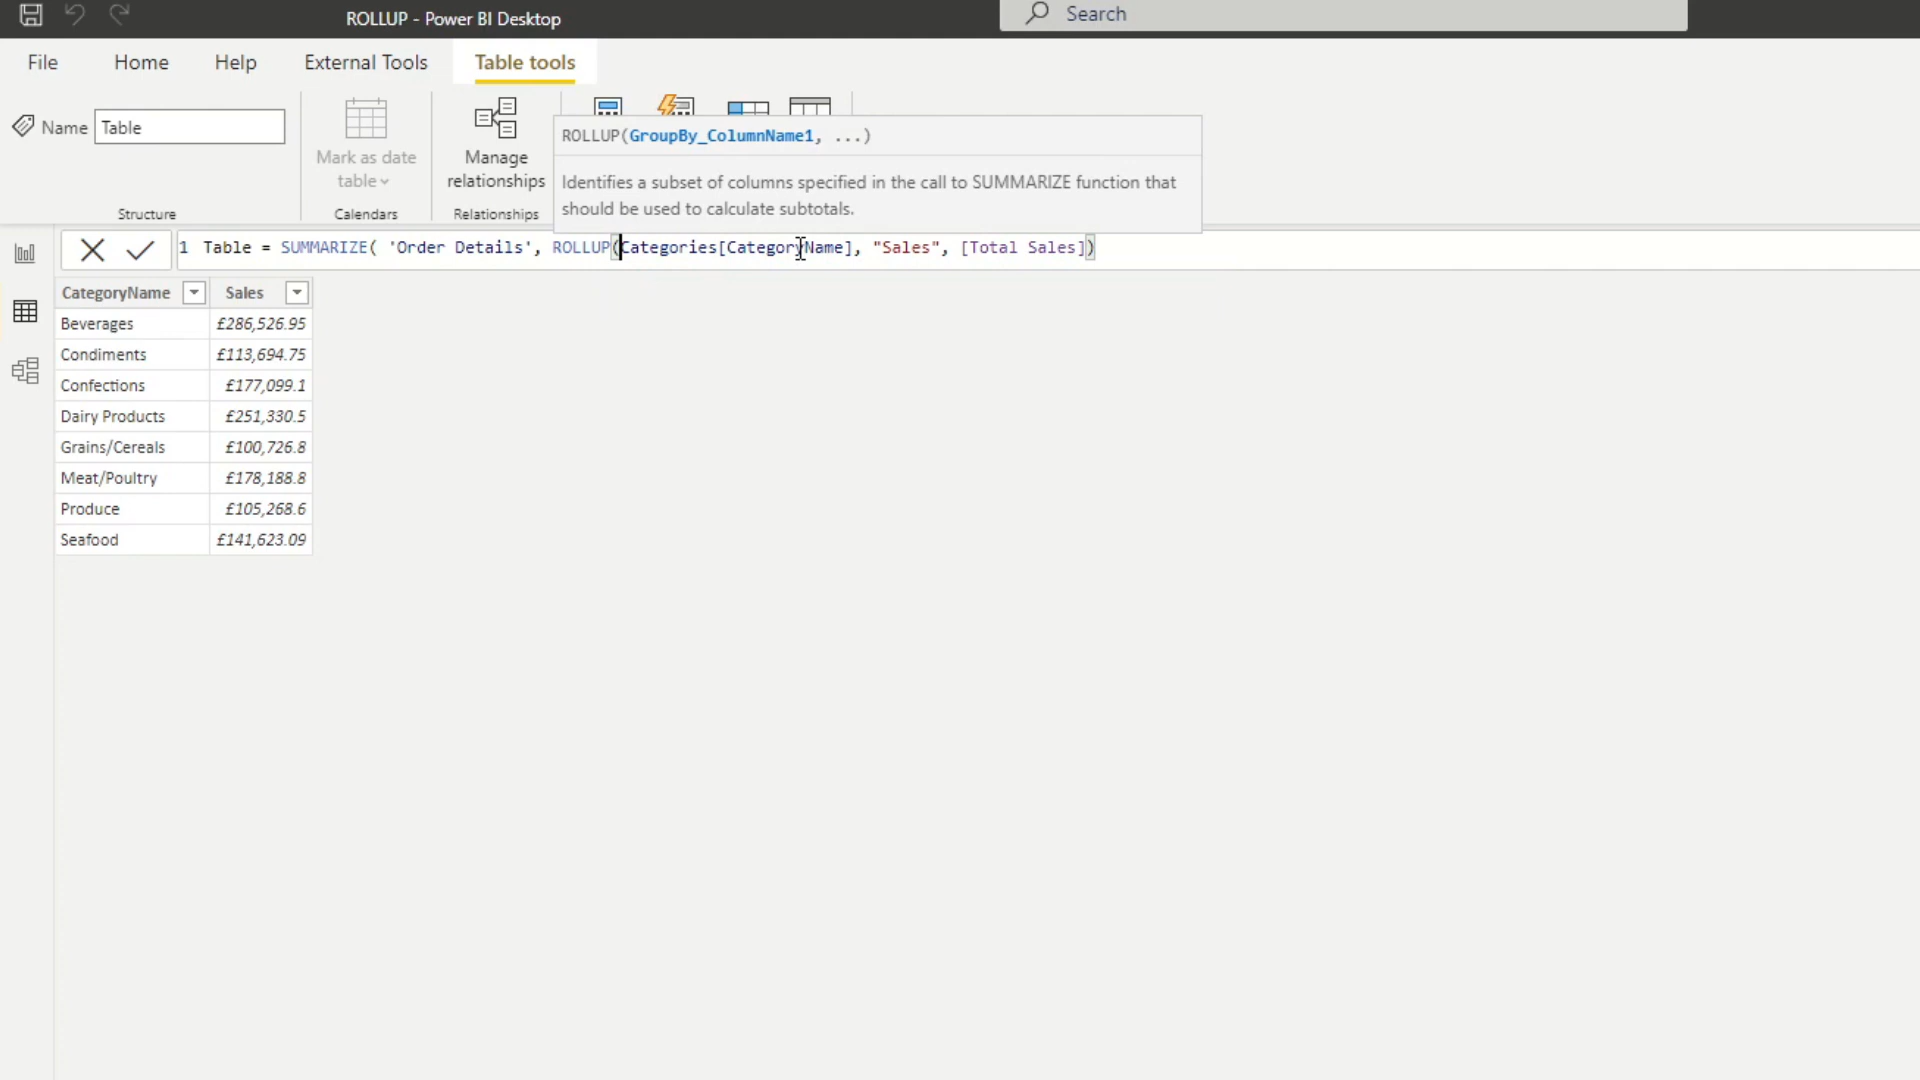 ROLLUP - Power BI Desktop
Search
File Home Help External Tools Table tools
Name Table
Mark as date table
Manage relationships
Structure Calendars Relationships
ROLLUP(GroupBy_ColumnName1, ...)
Identifies a subset of columns specified in the call to SUMMARIZE function that
should be used to calculate subtotals.
1 Table = SUMMARIZE( 'Order Details', ROLLUP(Categories[CategoryName], "Sales", [Total Sales])
CategoryName Sales
Beverages £286,526.95
Condiments £113,694.75
Confections £177,099.1
Dairy Products £251,330.5
Grains/Cereals £100,726.8
Meat/Poultry £178,188.8
Produce £105,268.6
Seafood £141,623.09